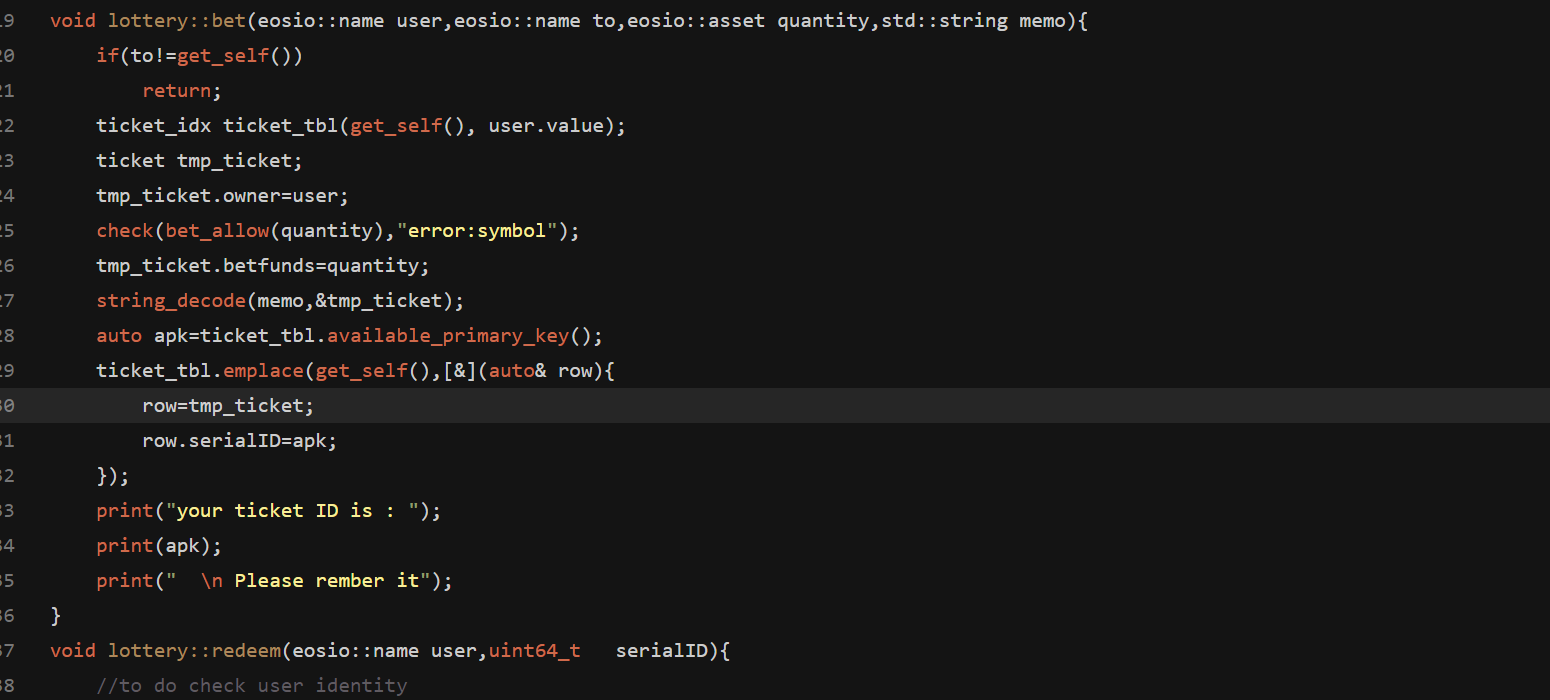 19 void lottery::bet(eosio::name user,eosio::name to,eosio::asset quantity,std::string memo){
20     if(to!=get_self())
21         return;
22     ticket_idx ticket_tbl(get_self(), user.value);
23     ticket tmp_ticket;
24     tmp_ticket.owner=user;
25     check(bet_allow(quantity),"error:symbol");
26     tmp_ticket.betfunds=quantity;
27     string_decode(memo,&tmp_ticket);
28     auto apk=ticket_tbl.available_primary_key();
29     ticket_tbl.emplace(get_self(),[&](auto& row){
30         row=tmp_ticket;
31         row.serialID=apk;
32     });
33     print("your ticket ID is : ");
34     print(apk);
35     print("  \n Please rember it");
36 }
37 void lottery::redeem(eosio::name user,uint64_t   serialID){
38     //to do check user identity